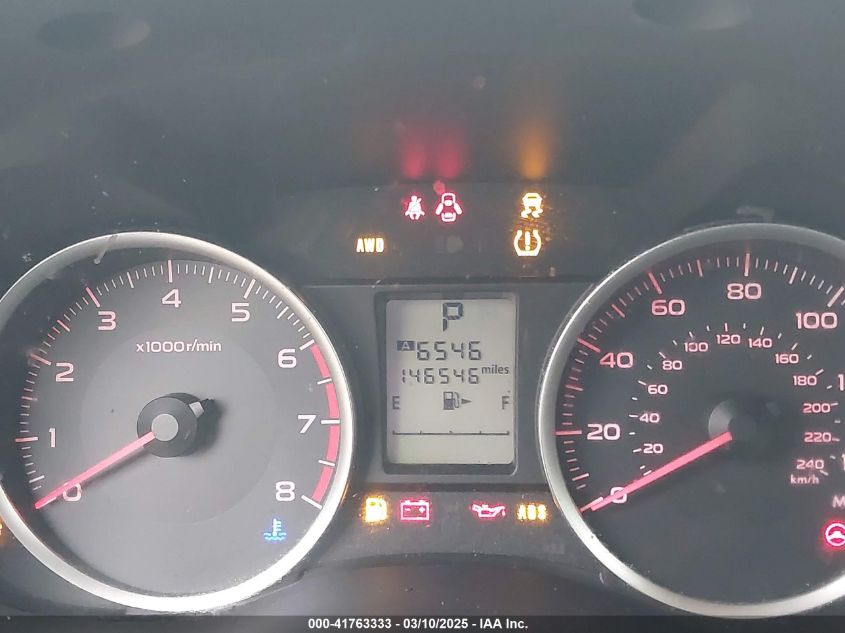 AWD
x1000r/min
0 1 2 3 4 5 6 7 8
P
A 6546
146546 miles
E F
ABS
0 20 40 60 80 100
20 40 60 80 100 120 140 160 180 200 220 240
km/h
000-41763333 - 03/10/2025 - IAA Inc.